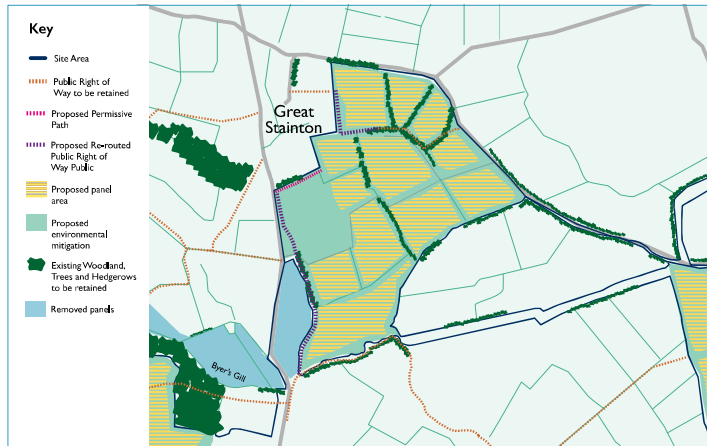 Key
Site Area
Public Right of
Way to be retained
Proposed Permissive
Path
Proposed Re-routed
Public Right of
Way Public
Proposed panel
area
Proposed
environmental
mitigation
Existing Woodland,
Trees and Hedgerows
to be retained
Removed panels
Great
Stainton
Byer's Gill